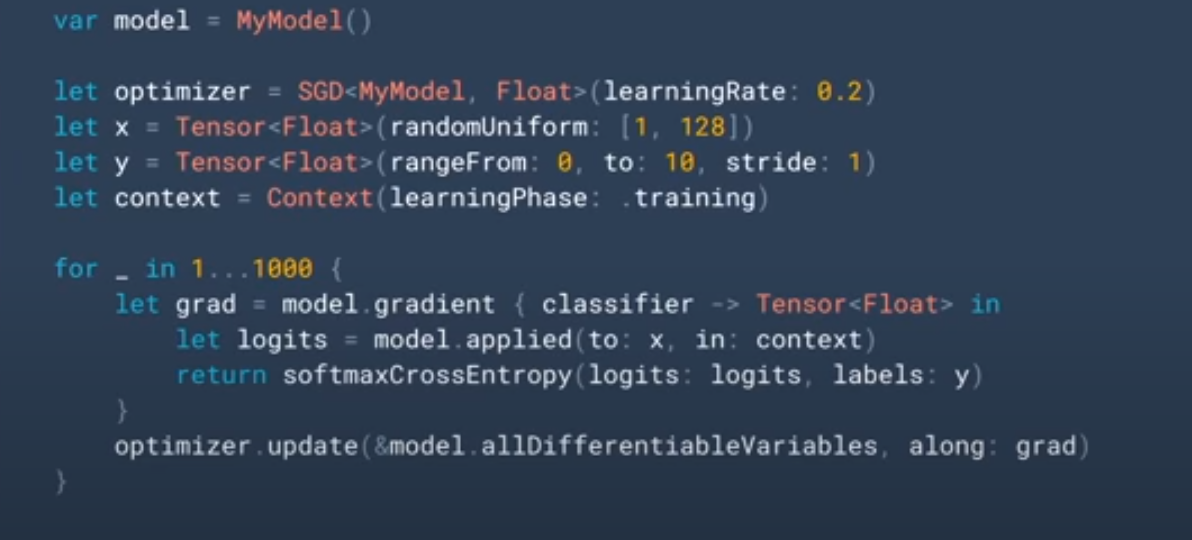 var model = MyModel()
let optimizer = SGD<MyModel, Float>(learningRate: 0.2)
let x = Tensor<Float>(randomUniform: [1, 128])
let y = Tensor<Float>(rangeFrom: 0, to: 10, stride: 1)
let context = Context(learningPhase: .training)
for _ in 1...1000 {
let grad = model.gradient { classifier -> Tensor<Float> in
let logits = model.applied(to: x, in: context)
return softmaxCrossEntropy(logits: logits, labels: y)
}
optimizer.update(&model.allDifferentiableVariables, along: grad)
}